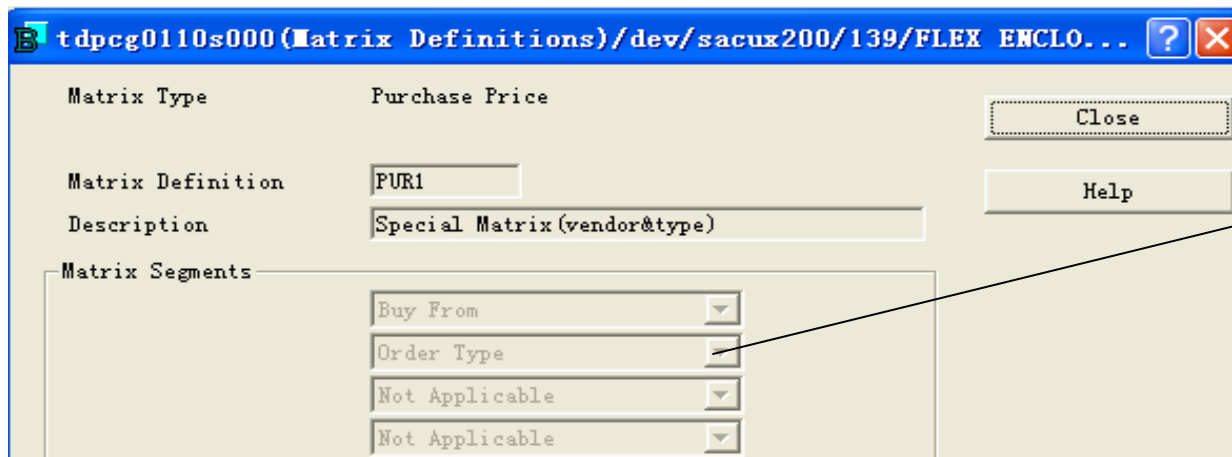 tdpcg0110s000(Matrix Definitions)/dev/sacux200/139/FLEX ENCLO...
Matrix Type Purchase Price
Close
Matrix Definition PUR1
Help
Description Special Matrix(vendor&type)
Matrix Segments
Buy From
Order Type
Not Applicable
Not Applicable